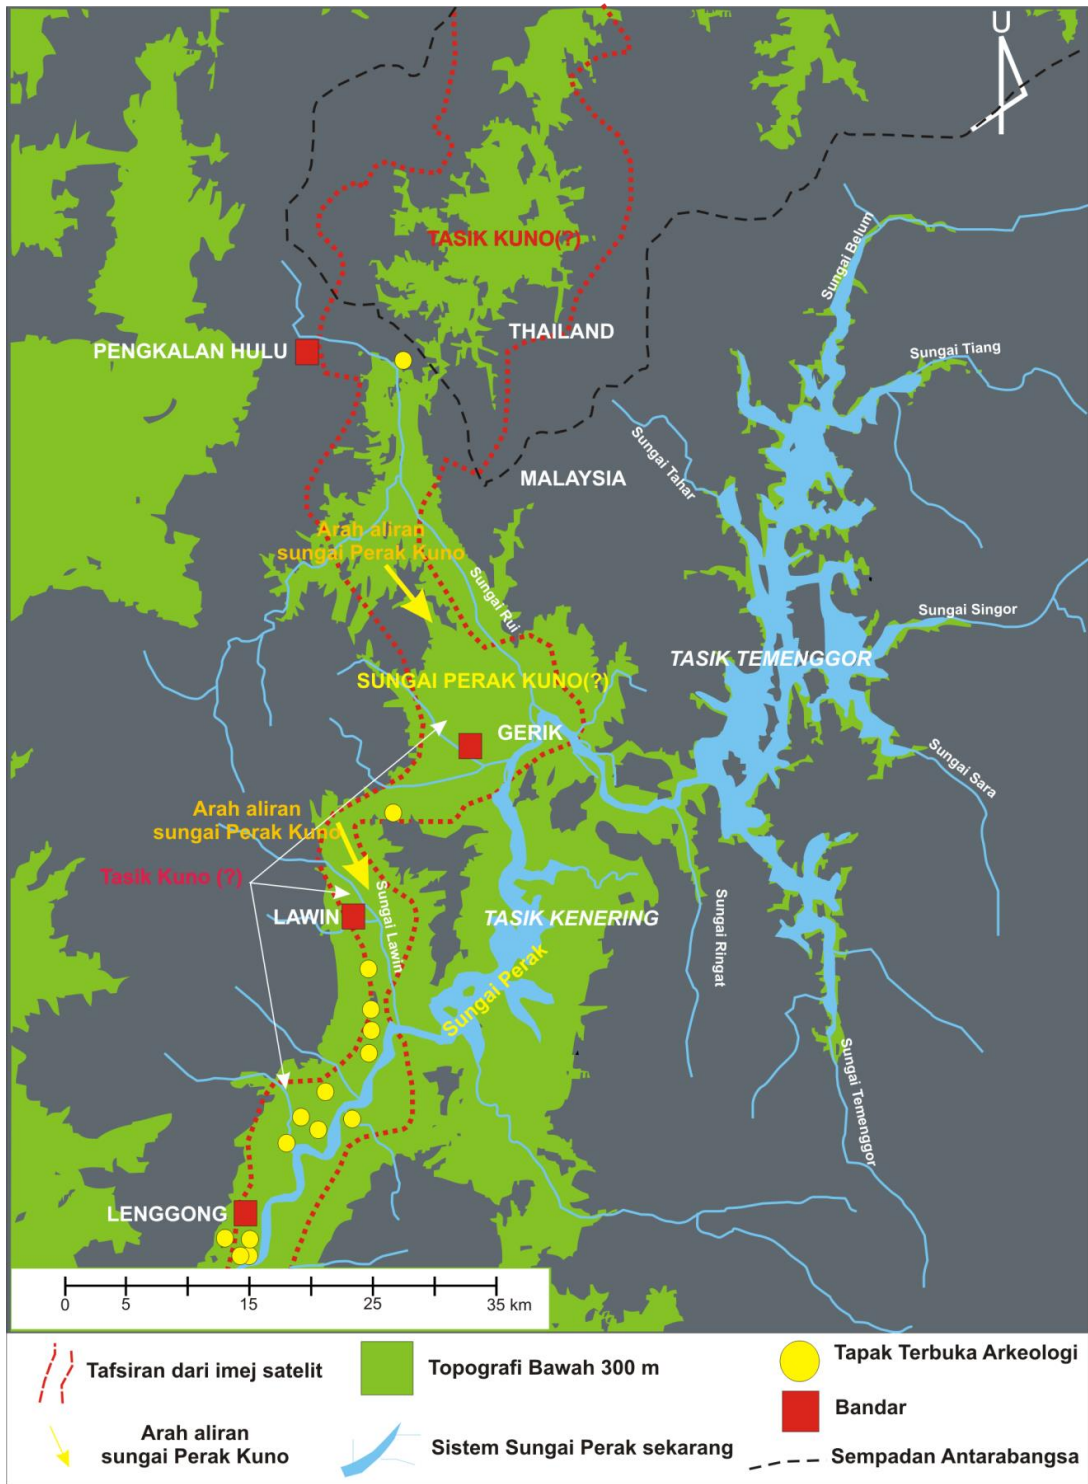 U
TASIK KUNO(?)
Sungai Belum
THAILAND
PENGKALAN HULU
Sungai Tiang
Sungai Tahar
MALAYSIA
Arah aliran
sungai Perak Kuno
Sungai Rui
Sungai Singor
TASIK TEMENGGOR
SUNGAI PERAK KUNO(?)
GERIK
Sungai Sara
Arah aliran
sungai Perak Kuno
Tasik Kuno (?)
LAWIN
Sungai Lawin
TASIK KENERING
Sungai Ringat
Sungai Perak
Sungai Temenggor
LENGGONG
0 5 15 25 35 km
Tafsiran dari imej satelit
Topografi Bawah 300 m
Tapak Terbuka Arkeologi
Bandar
Arah aliran
sungai Perak Kuno
Sistem Sungai Perak sekarang
Sempadan Antarabangsa